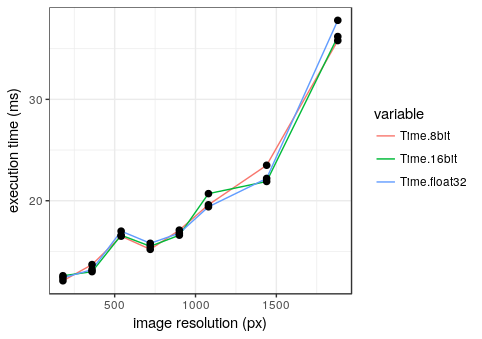 execution time (ms)
30
20
500
1000
1500
image resolution (px)
variable
Time.8bit
Time.16bit
Time.float32